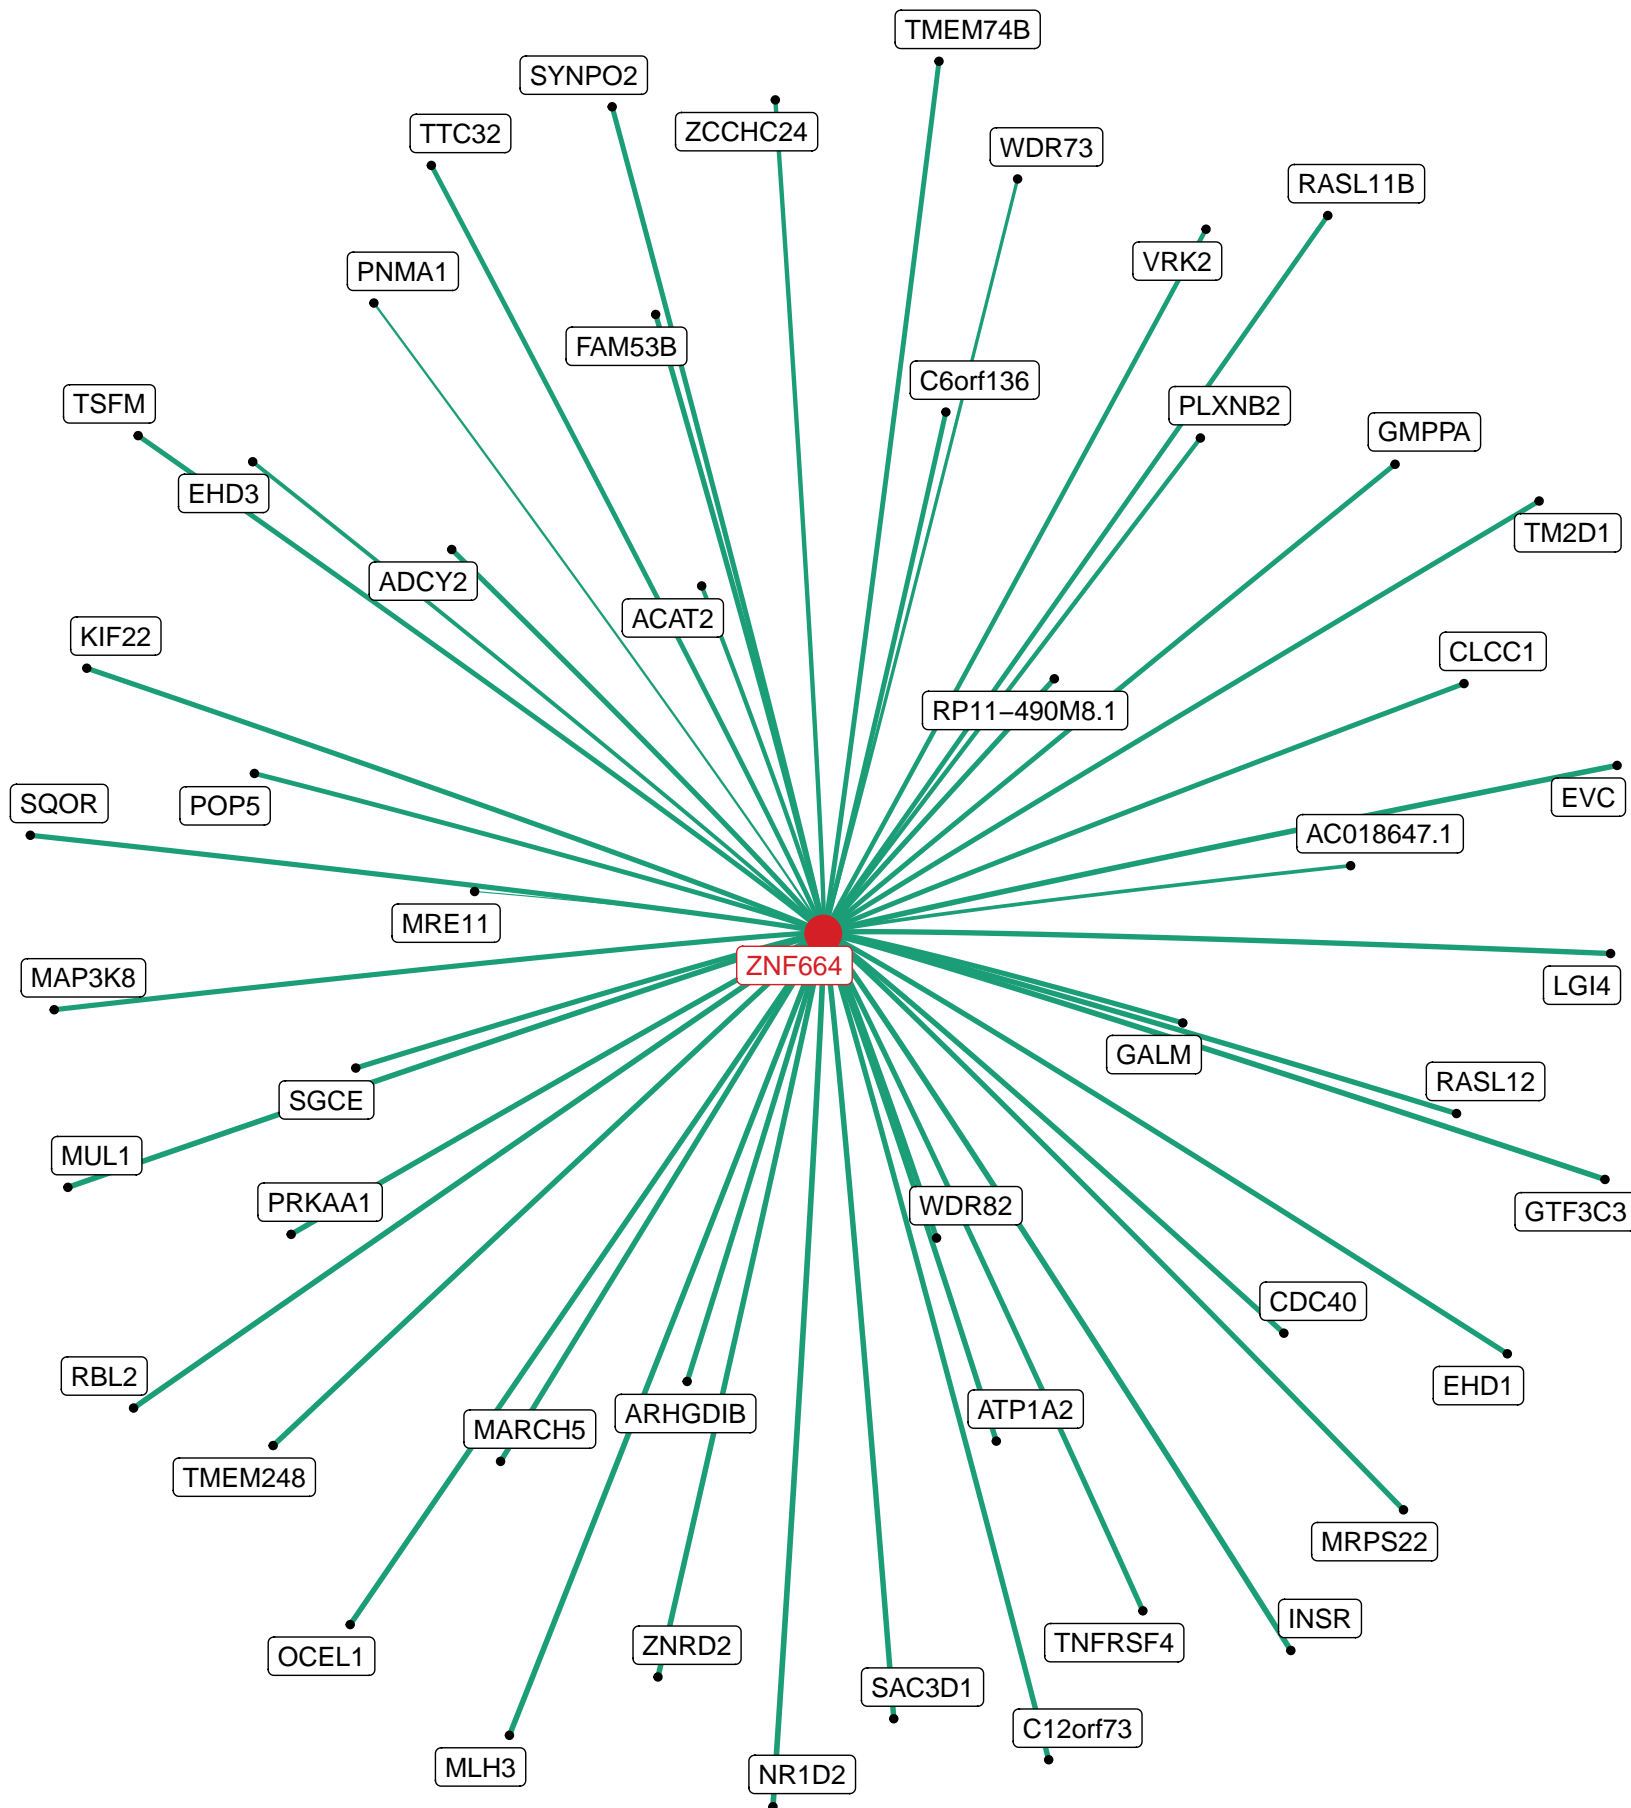 TMEM74B
SYNPO2
ZCCHC24
TTC32
WDR73
RASL11B
VRK2
PNMA1
FAM53B
C6orf136
TSFM
PLXNB2
GMPPA
EHD3
TM2D1
ADCY2
ACAT2
KIF22
CLCC1
RP11−490M8.1
EVC
SQOR
POP5
AC018647.1
MRE11
ZNF664
MAP3K8
LGI4
GALM
RASL12
SGCE
MUL1
PRKAA1
WDR82
GTF3C3
CDC40
RBL2
EHD1
ATP1A2
ARHGDIB
MARCH5
TMEM248
MRPS22
INSR
TNFRSF4
ZNRD2
OCEL1
SAC3D1
C12orf73
MLH3
NR1D2